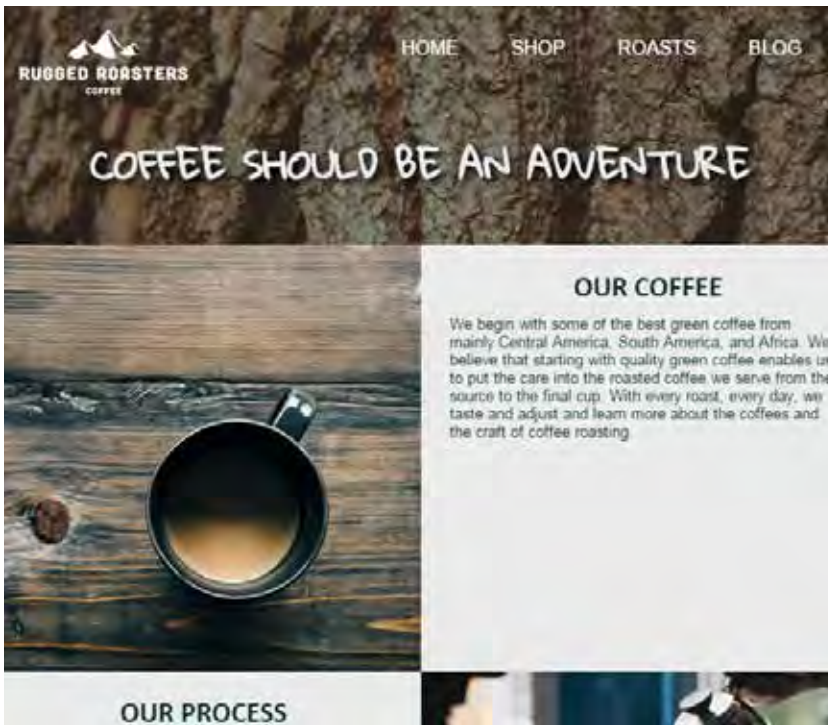 RUGGED ROASTERS
COFFEE
HOME SHOP ROASTS BLOG
COFFEE SHOULD BE AN ADVENTURE
OUR COFFEE
We begin with some of the best green coffee from
mainly Central America, South America, and Africa. We
believe that starting with quality green coffee enables us
to put the care into the roasted coffee we serve from the
source to the final cup. With every roast, every day, we
taste and adjust and learn more about the coffees and
the craft of coffee roasting
OUR PROCESS